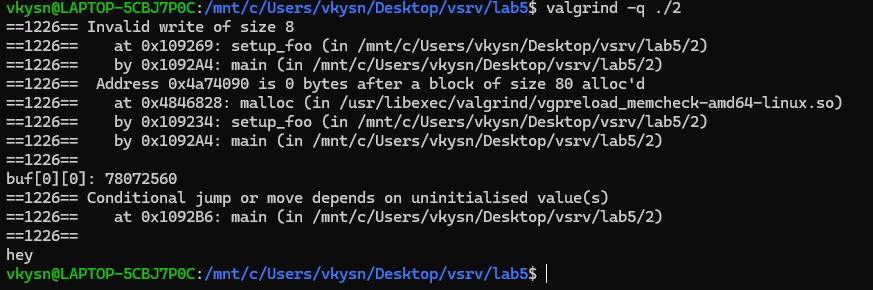 vkysn@LAPTOP-5CBJ7P0C:/mnt/c/Users/vkysn/Desktop/vsrv/lab5$ valgrind -q ./2
==1226== Invalid write of size 8
==1226==    at 0x109269: setup_foo (in /mnt/c/Users/vkysn/Desktop/vsrv/lab5/2)
==1226==    by 0x1092A4: main (in /mnt/c/Users/vkysn/Desktop/vsrv/lab5/2)
==1226==  Address 0x4a74090 is 0 bytes after a block of size 80 alloc'd
==1226==    at 0x4846828: malloc (in /usr/libexec/valgrind/vgpreload_memcheck-amd64-linux.so)
==1226==    by 0x109234: setup_foo (in /mnt/c/Users/vkysn/Desktop/vsrv/lab5/2)
==1226==    by 0x1092A4: main (in /mnt/c/Users/vkysn/Desktop/vsrv/lab5/2)
==1226==
buf[0][0]: 78072560
==1226== Conditional jump or move depends on uninitialised value(s)
==1226==    at 0x1092B6: main (in /mnt/c/Users/vkysn/Desktop/vsrv/lab5/2)
==1226==
hey
vkysn@LAPTOP-5CBJ7P0C:/mnt/c/Users/vkysn/Desktop/vsrv/lab5$